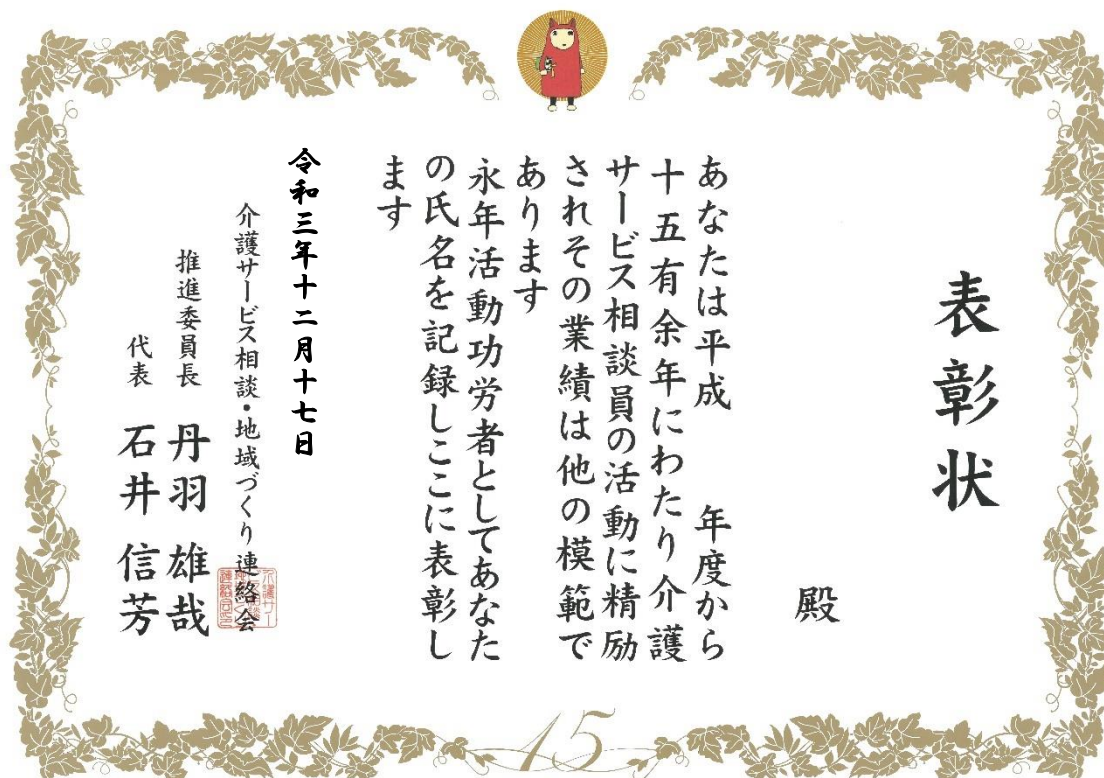 表彰状
殿
あなたは平成　　年度から
十五有余年にわたり介護
サービス相談員の活動に精励
されその業績は他の模範で
あります
永年活動功労者としてあなた
の氏名を記録しここに表彰し
ます
令和三年十二月十七日
介護サービス相談・地域づくり連絡会
推進委員長　丹羽　雄哉
代表　石井　信芳
15